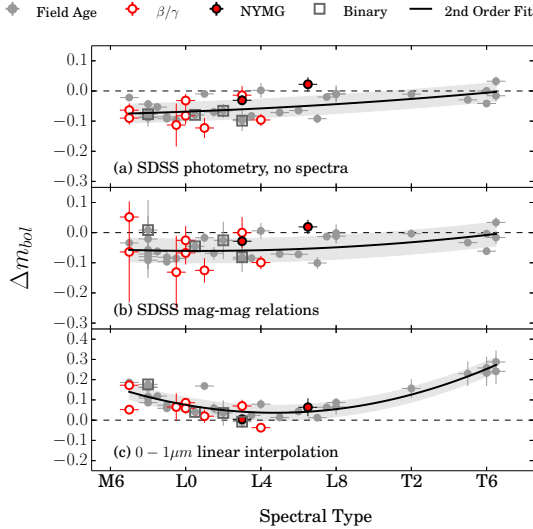 Field Age β/γ NYMG Binary 2nd Order Fit
Δm_bol
0.1
0.0
−0.1
−0.2
−0.3
(a) SDSS photometry, no spectra
0.1
0.0
−0.1
−0.2
−0.3
(b) SDSS mag-mag relations
0.4
0.3
0.2
0.1
0.0
−0.1
−0.2
−0.3
(c) 0 − 1μm linear interpolation
M6 L0 L4 L8 T2 T6
Spectral Type